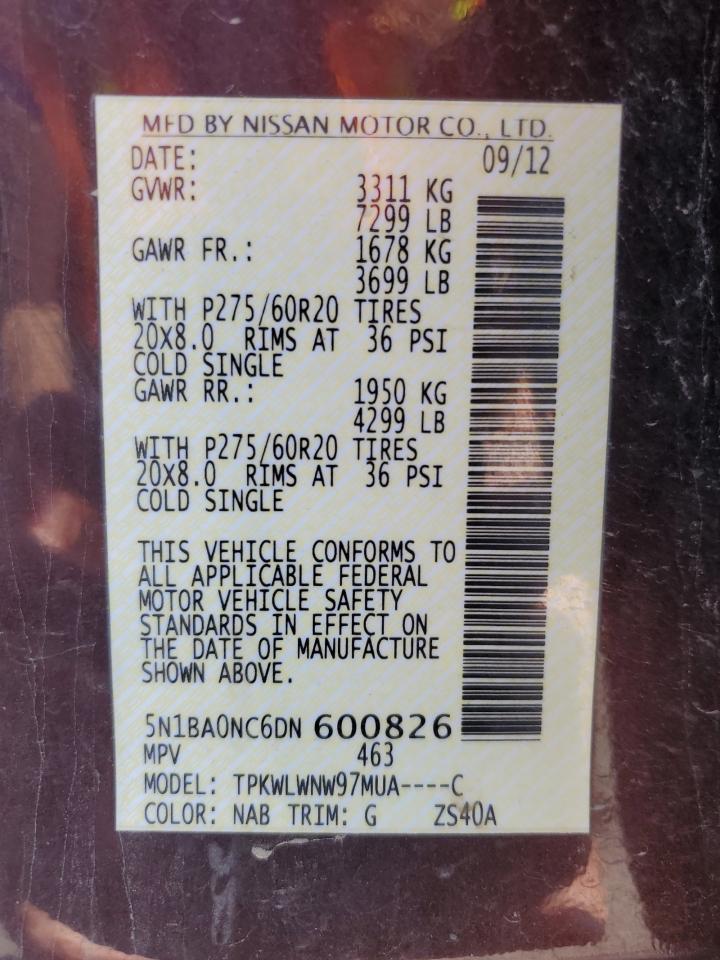 MFD BY NISSAN MOTOR CO., LTD.
DATE: 09/12
GVWR: 3311 KG
7299 LB
GAWR FR.: 1678 KG
3699 LB
WITH P275/60R20 TIRES
20X8.0 RIMS AT 36 PSI
COLD SINGLE
GAWR RR.: 1950 KG
4299 LB
WITH P275/60R20 TIRES
20X8.0 RIMS AT 36 PSI
COLD SINGLE
THIS VEHICLE CONFORMS TO
ALL APPLICABLE FEDERAL
MOTOR VEHICLE SAFETY
STANDARDS IN EFFECT ON
THE DATE OF MANUFACTURE
SHOWN ABOVE.
5N1BA0NC6DN 600826
MPV 463
MODEL: TPKWLWNW97MUA----C
COLOR: NAB TRIM: G ZS40A